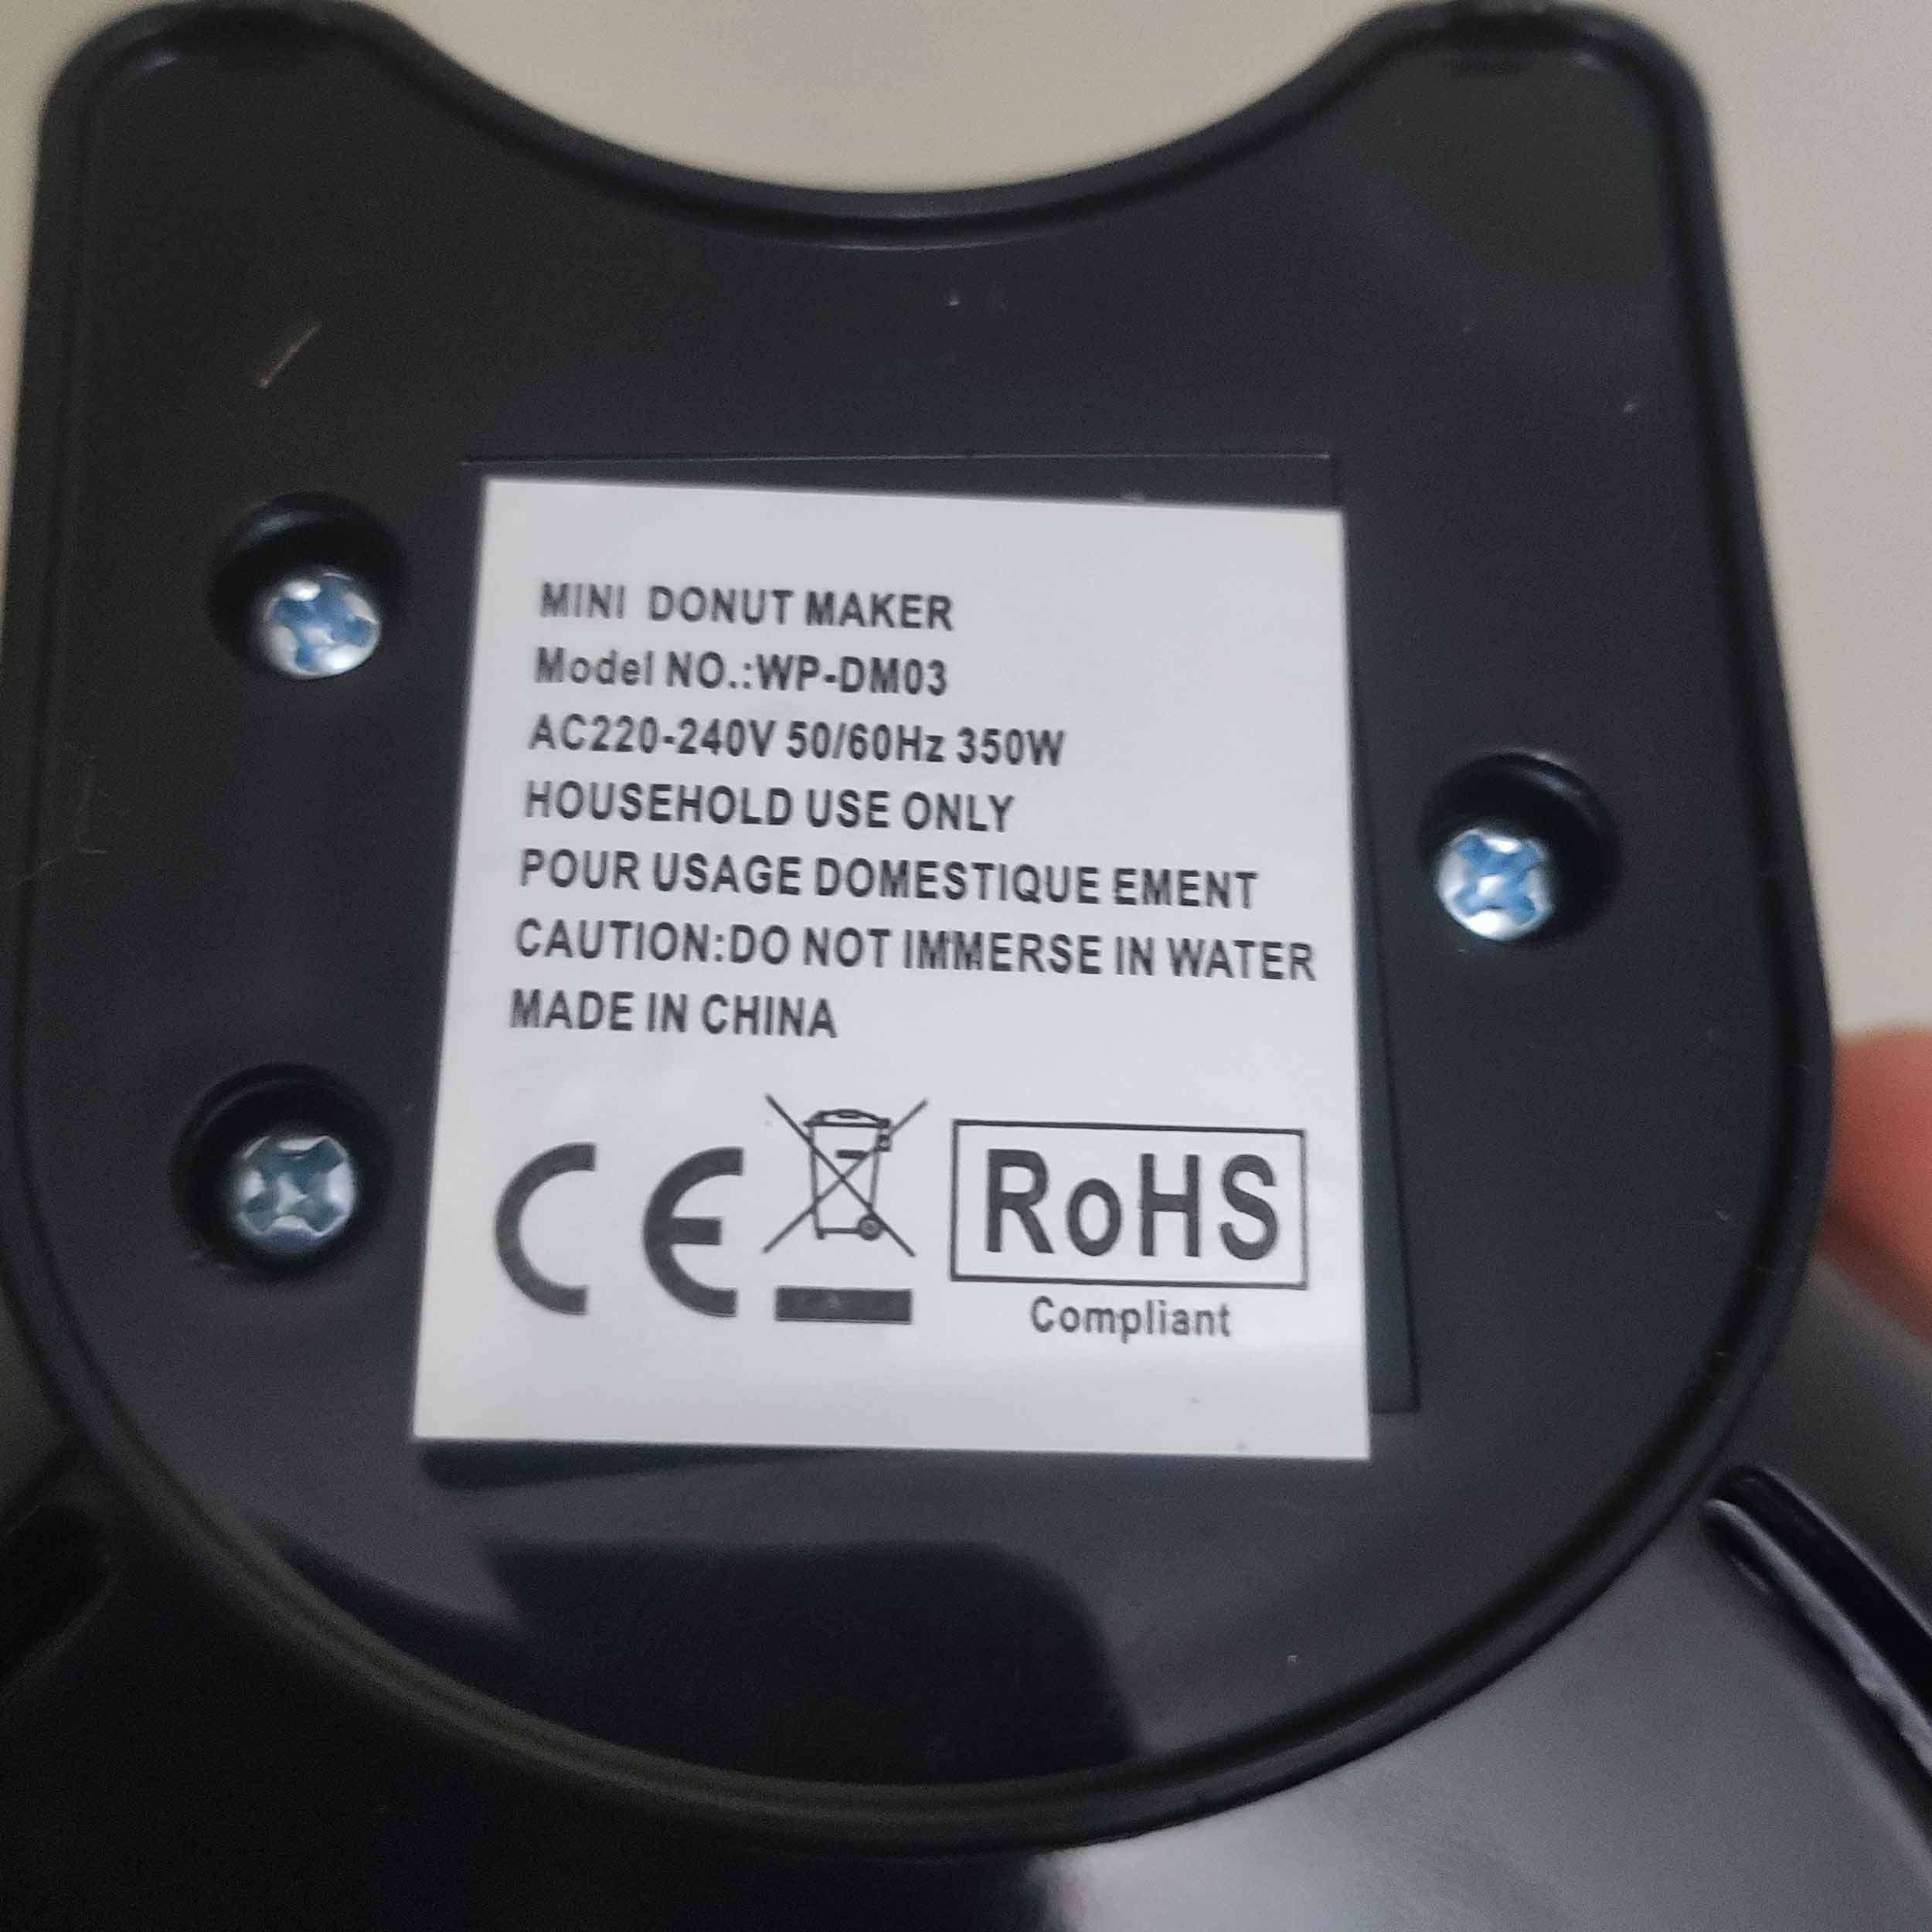 MINI DONUT MAKER
Model NO.:WP-DM03
AC220-240V 50/60Hz 350W
HOUSEHOLD USE ONLY
POUR USAGE DOMESTIQUE EMENT
CAUTION:DO NOT IMMERSE IN WATER
MADE IN CHINA
CE RoHS
Compliant